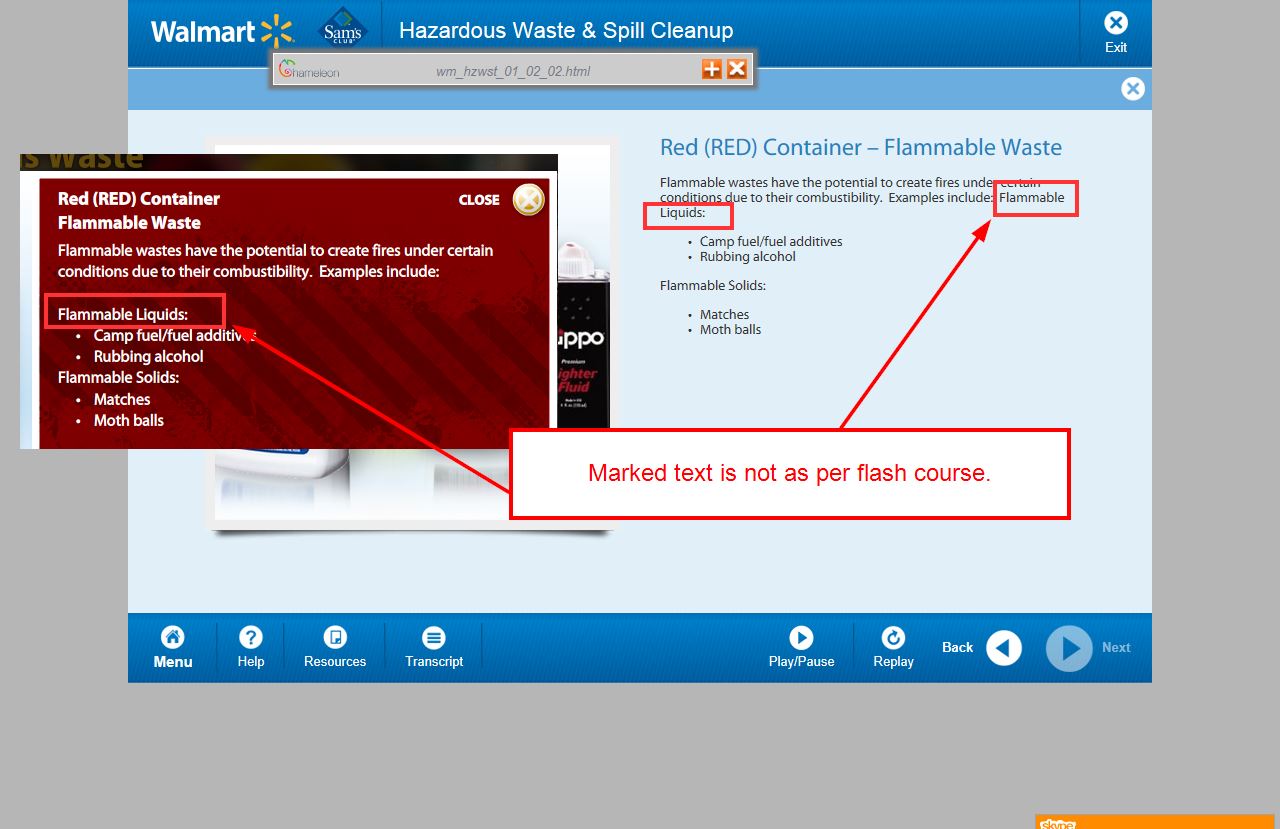 Walmart
Sam's
CLUB
Hazardous Waste & Spill Cleanup
Exit
Chameleon
wm_hzwst_01_02_02.html
s Waste
Red (RED) Container
Flammable Waste
CLOSE
Flammable wastes have the potential to create fires under certain
conditions due to their combustibility. Examples include:
Flammable Liquids:
• Camp fuel/fuel additives
• Rubbing alcohol
Flammable Solids:
• Matches
• Moth balls
ippo
Premium
ighter
Fluid
Red (RED) Container – Flammable Waste
Flammable wastes have the potential to create fires under certain
conditions due to their combustibility. Examples include: Flammable
Liquids:
• Camp fuel/fuel additives
• Rubbing alcohol
Flammable Solids:
• Matches
• Moth balls
Marked text is not as per flash course.
Menu
Help
Resources
Transcript
Play/Pause
Replay
Back
Next
skype